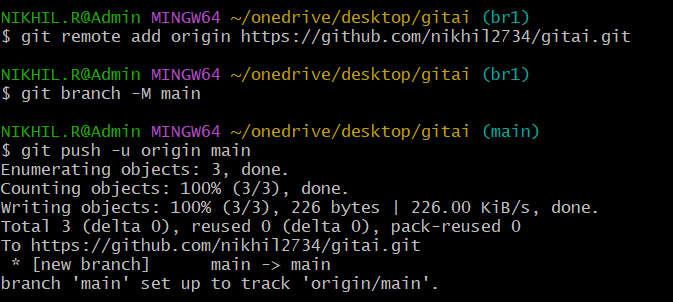 NIKHIL.R@Admin MINGW64 ~/onedrive/desktop/gitai (br1)
$ git remote add origin https://github.com/nikhil2734/gitai.git
NIKHIL.R@Admin MINGW64 ~/onedrive/desktop/gitai (br1)
$ git branch -M main
NIKHIL.R@Admin MINGW64 ~/onedrive/desktop/gitai (main)
$ git push -u origin main
Enumerating objects: 3, done.
Counting objects: 100% (3/3), done.
Writing objects: 100% (3/3), 226 bytes | 226.00 KiB/s, done.
Total 3 (delta 0), reused 0 (delta 0), pack-reused 0
To https://github.com/nikhil2734/gitai.git
 * [new branch]      main -> main
branch 'main' set up to track 'origin/main'.